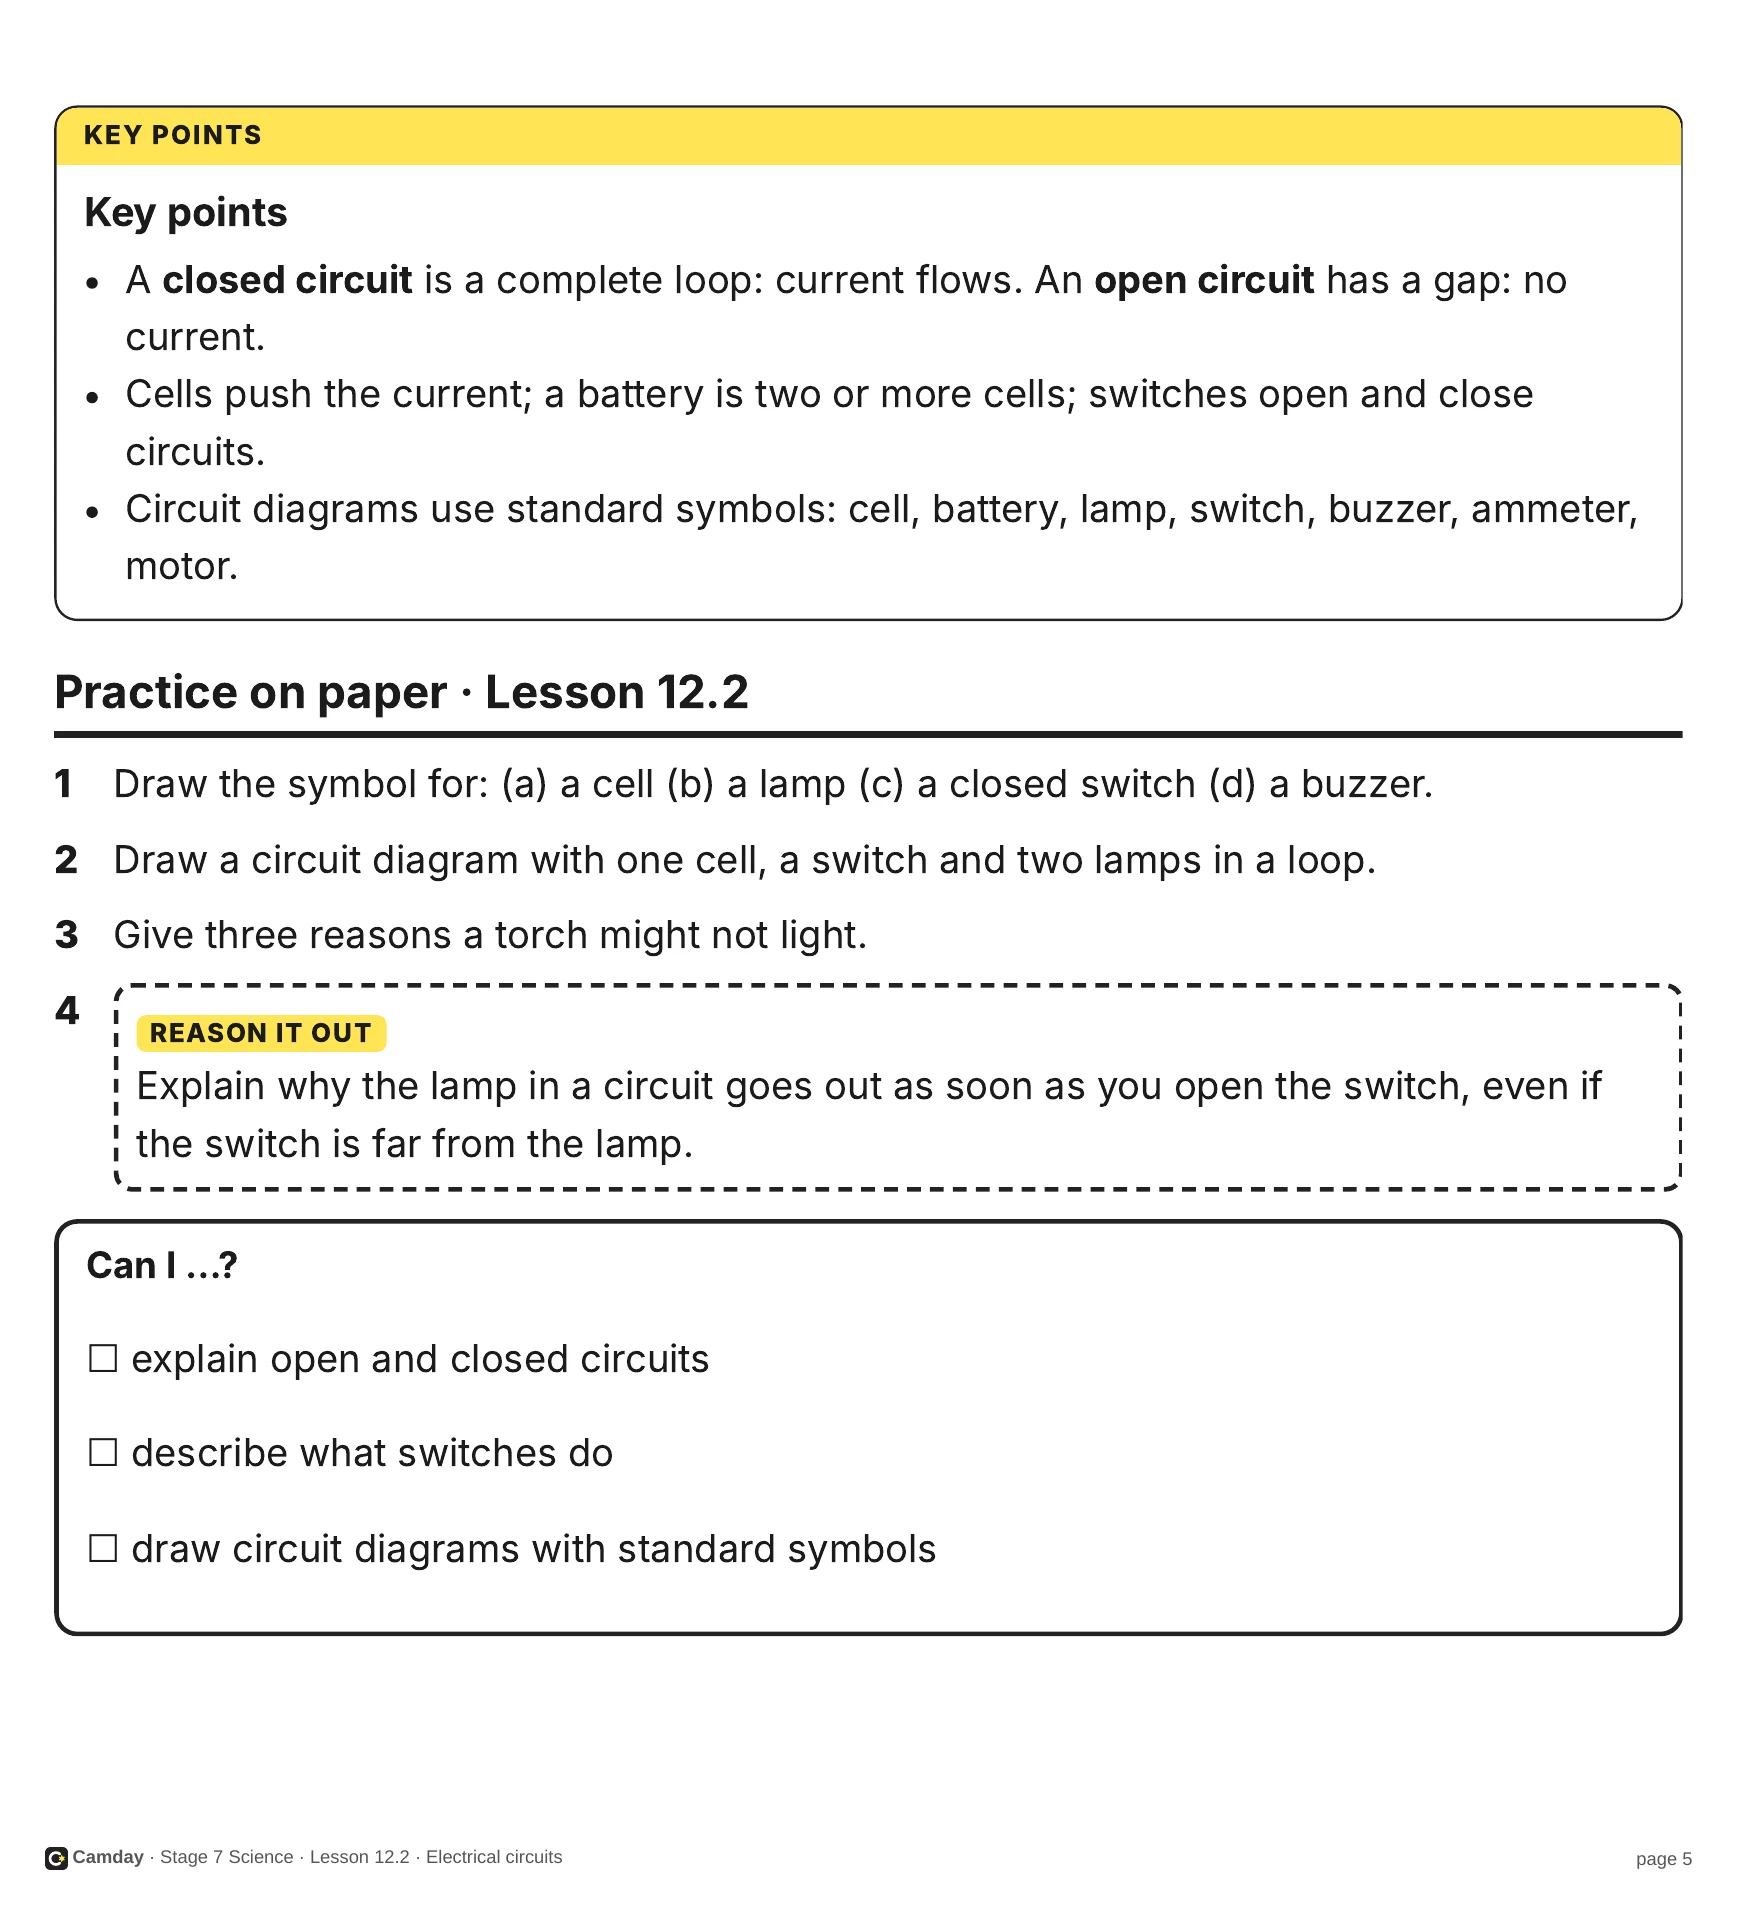 KEY POINTS
Key points
• A closed circuit is a complete loop: current flows. An open circuit has a gap: no
current.
• Cells push the current; a battery is two or more cells; switches open and close
circuits.
• Circuit diagrams use standard symbols: cell, battery, lamp, switch, buzzer, ammeter,
motor.
Practice on paper · Lesson 12.2
1 Draw the symbol for: (a) a cell (b) a lamp (c) a closed switch (d) a buzzer.
2 Draw a circuit diagram with one cell, a switch and two lamps in a loop.
3 Give three reasons a torch might not light.
4
REASON IT OUT
Explain why the lamp in a circuit goes out as soon as you open the switch, even if
the switch is far from the lamp.
Can I …?
☐ explain open and closed circuits
☐ describe what switches do
☐ draw circuit diagrams with standard symbols
Camday · Stage 7 Science · Lesson 12.2 · Electrical circuits
page 5